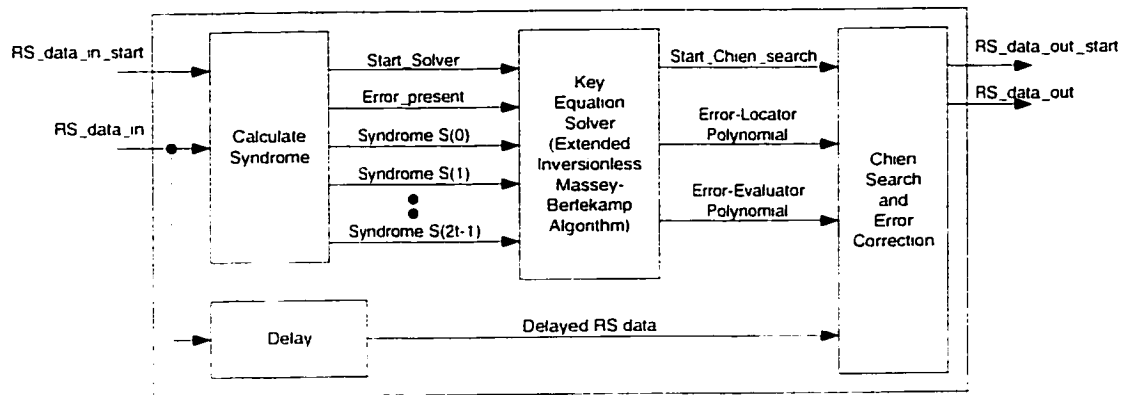 RS_data_in_start
RS_data_in
Calculate
Syndrome
Start_Solver
Error_present
Syndrome S(0)
Syndrome S(1)
Syndrome S(2t-1)
Key
Equation
Solver
(Extended
Inversionless
Massey-
Berlekamp
Algorithm)
Start_Chien_search
Error-Locator
Polynomial
Error-Evaluator
Polynomial
Chien
Search
and
Error
Correction
RS_data_out_start
RS_data_out
Delay
Delayed RS data